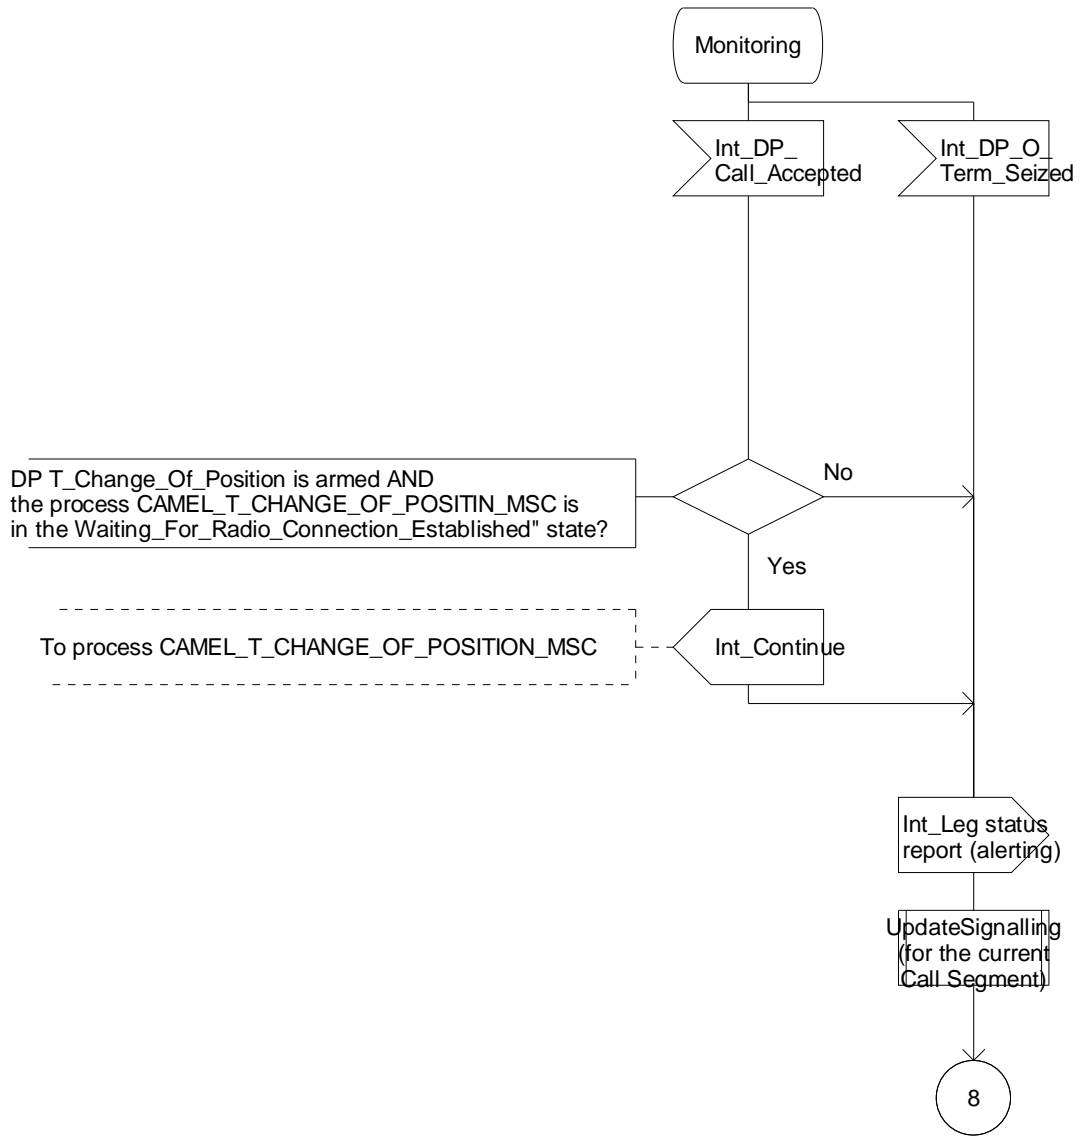 Monitoring
Int_DP_
Call_Accepted
Int_DP_O_
Term_Seized
DP T_Change_Of_Position is armed AND
the process CAMEL_T_CHANGE_OF_POSITIN_MSC is
in the Waiting_For_Radio_Connection_Established" state?
No
Yes
To process CAMEL_T_CHANGE_OF_POSITION_MSC
Int_Continue
Int_Leg status
report (alerting)
UpdateSignalling
(for the current
Call Segment)
8